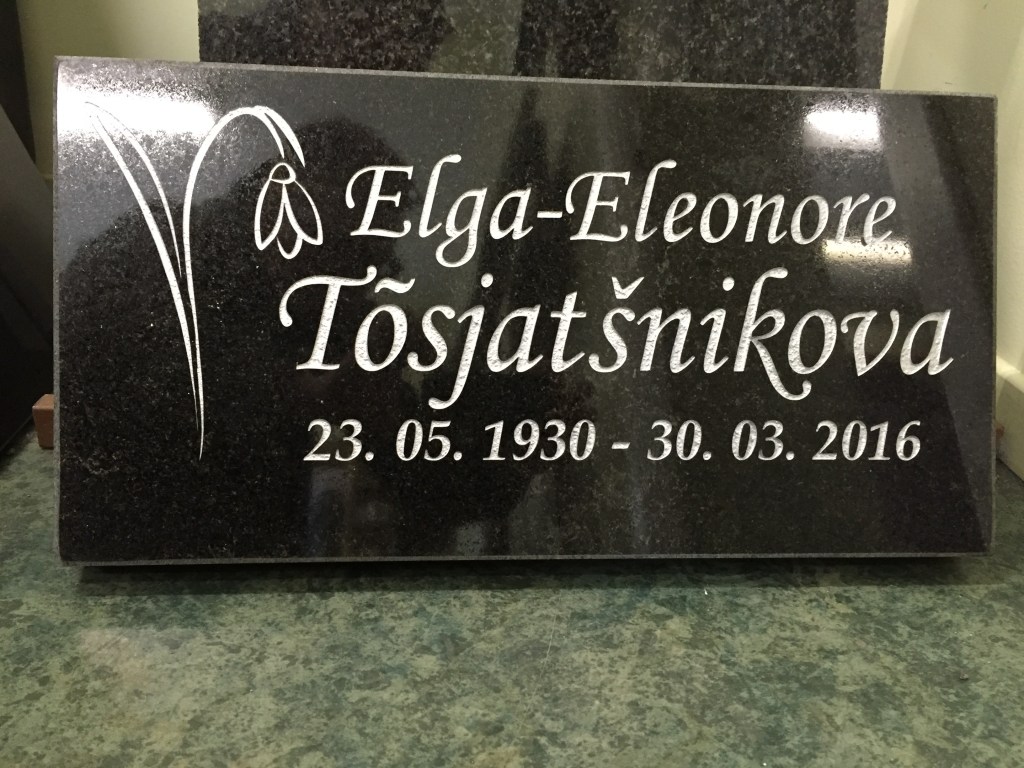 Elga-Eleonore
Tõsjatšnikova
23. 05. 1930 - 30. 03. 2016